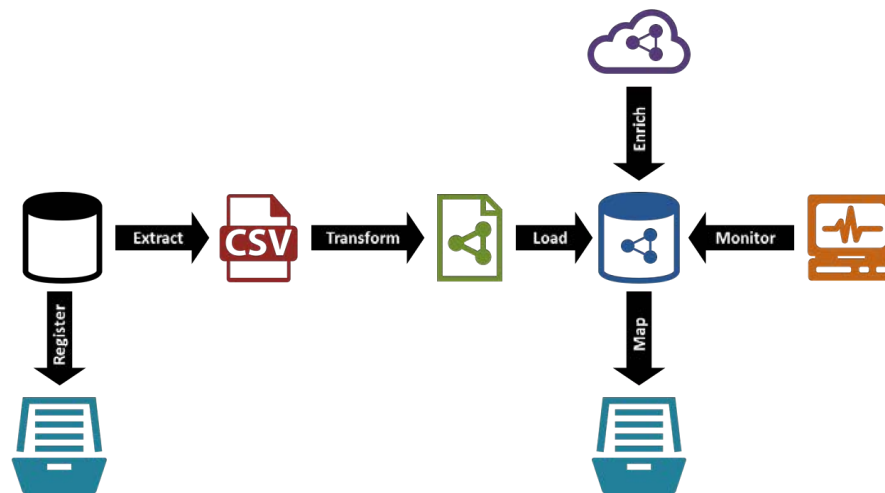 Enrich
Extract
CSV
Transform
Load
Monitor
Register
Map